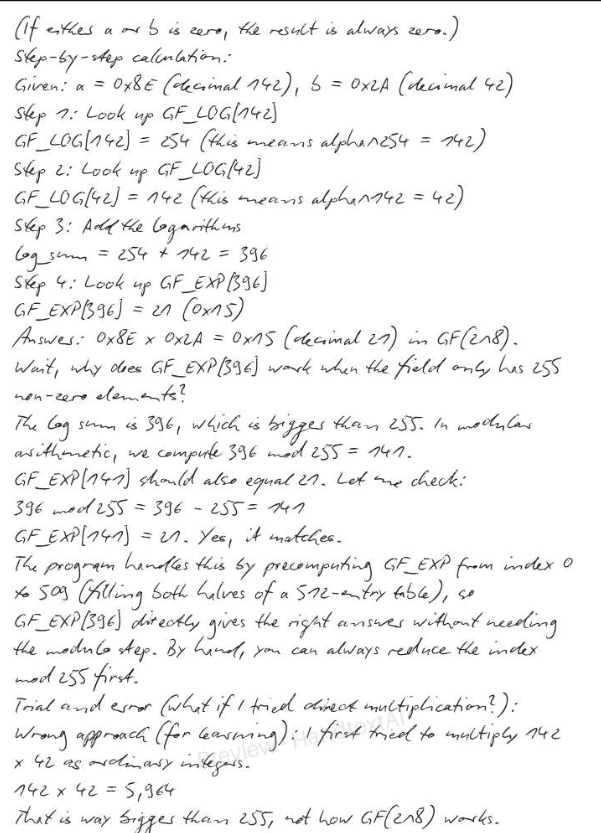 (If either a or b is zero, the result is always zero.)
Step-by-step calculation:
Given: a = 0x8E (decimal 142), b = 0x2A (decimal 42)
Step 1: Look up GF_LOG[142]
GF_LOG[142] = 254 (this means alpha^254 = 142)
Step 2: Look up GF_LOG[42]
GF_LOG[42] = 142 (this means alpha^142 = 42)
Step 3: Add the logarithms
log_sum = 254 + 142 = 396
Step 4: Look up GF_EXP[396]
GF_EXP[396] = 21 (0x15)
Answer: 0x8E x 0x2A = 0x15 (decimal 21) in GF(2^8).
Wait, why does GF_EXP[396] work when the field only has 255
non-zero elements?
The log sum is 396, which is bigger than 255. In modular
arithmetic, we compute 396 mod 255 = 141.
GF_EXP[141] should also equal 21. Let me check:
396 mod 255 = 396 - 255 = 141
GF_EXP[141] = 21. Yes, it matches.
The program handles this by precomputing GF_EXP from index 0
to 509 (filling both halves of a 512-entry table), so
GF_EXP[396] directly gives the right answer without needing
the modulo step. By hand, you can always reduce the index
mod 255 first.
Trial and error (what if I tried direct multiplication?):
Wrong approach (for learning): I first tried to multiply 142
x 42 as ordinary integers.
142 x 42 = 5,964
That is way bigger than 255, not how GF(2^8) works.